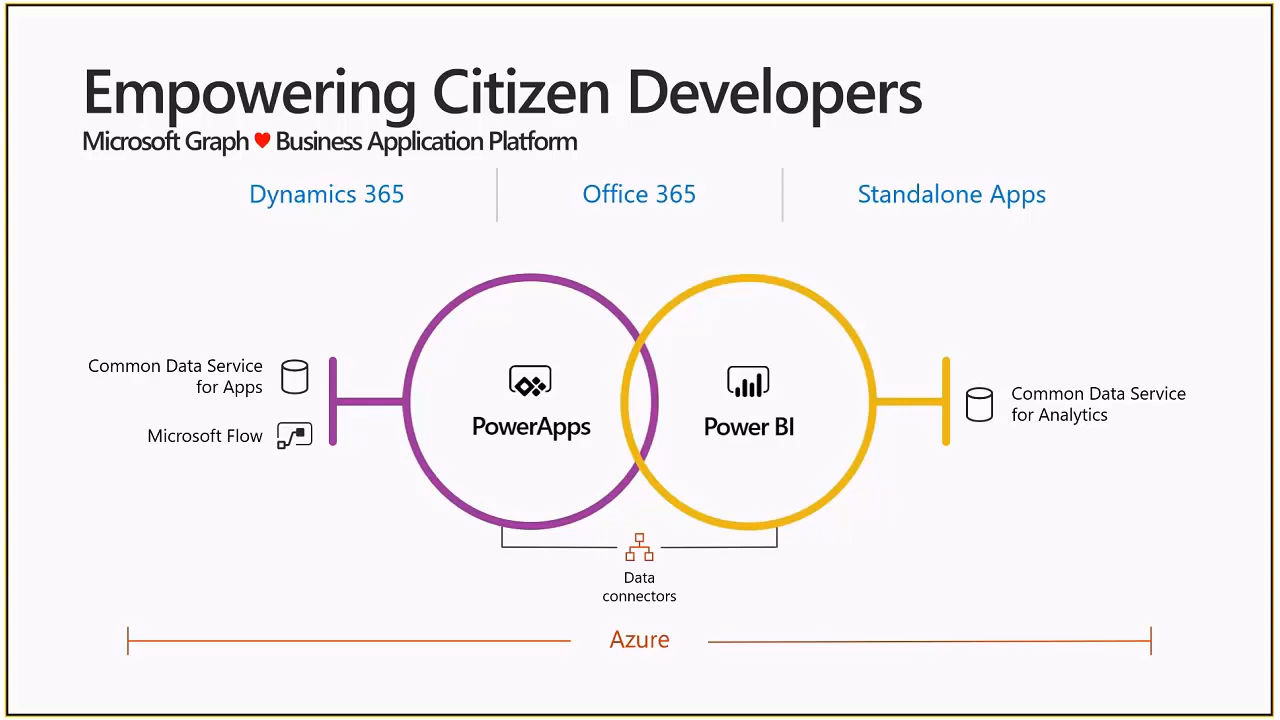 Empowering Citizen Developers
Microsoft Graph ♥ Business Application Platform
Dynamics 365
Office 365
Standalone Apps
Common Data Service
for Apps
Microsoft Flow
PowerApps
Power BI
Common Data Service
for Analytics
Data
connectors
Azure